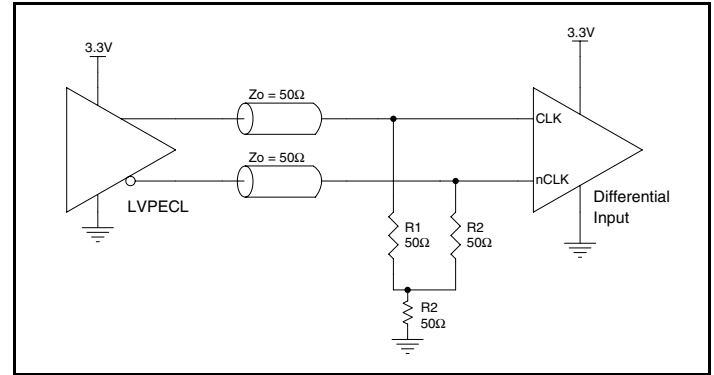 3.3V
3.3V
Zo = 50Ω
CLK
Zo = 50Ω
nCLK
LVPECL
Differential
Input
R1
50Ω
R2
50Ω
R2
50Ω